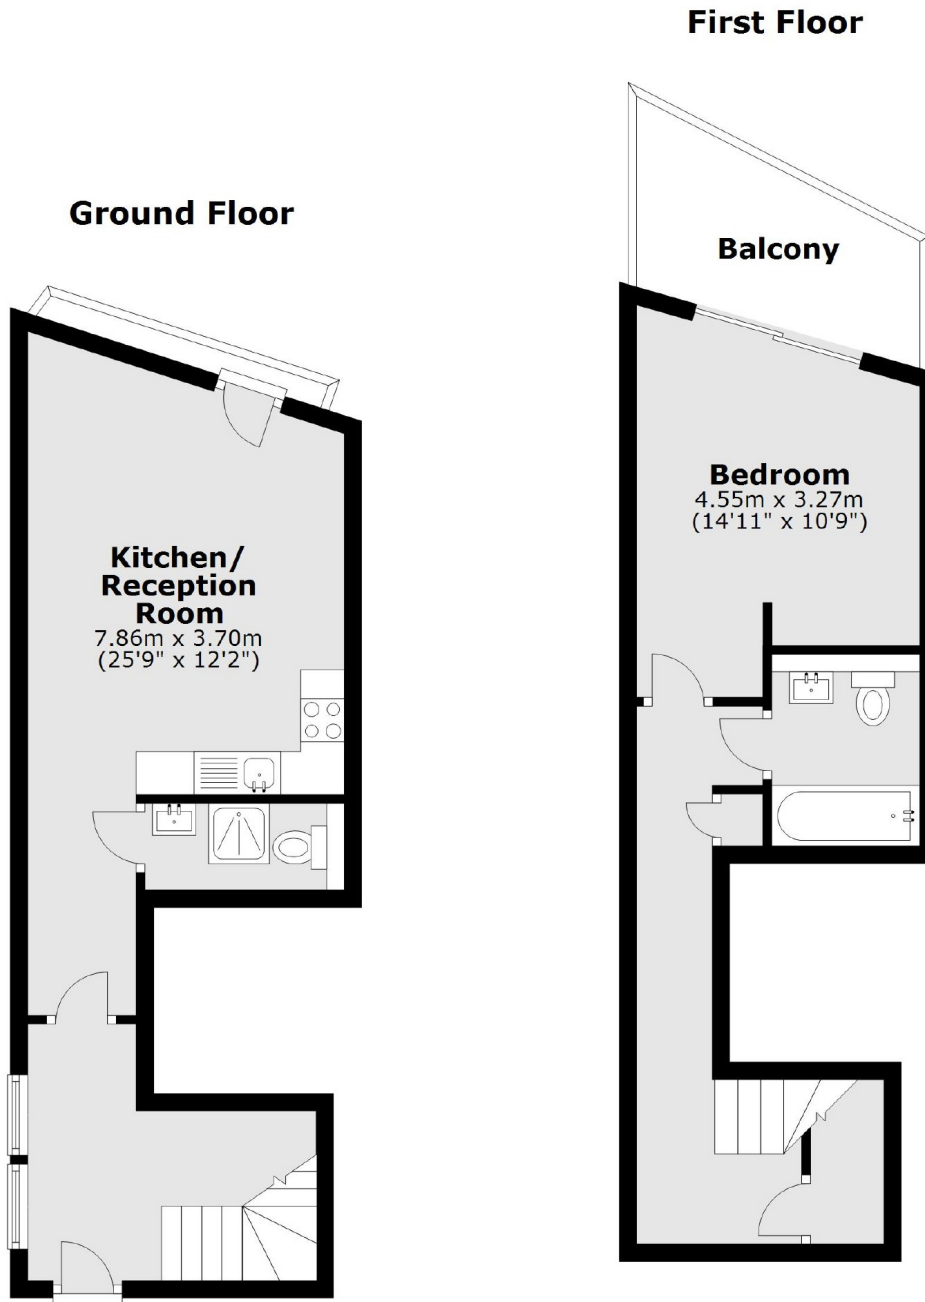 Ground Floor
Kitchen/
Reception
Room
7.86m x 3.70m
(25'9" x 12'2")
First Floor
Balcony
Bedroom
4.55m x 3.27m
(14'11" x 10'9")